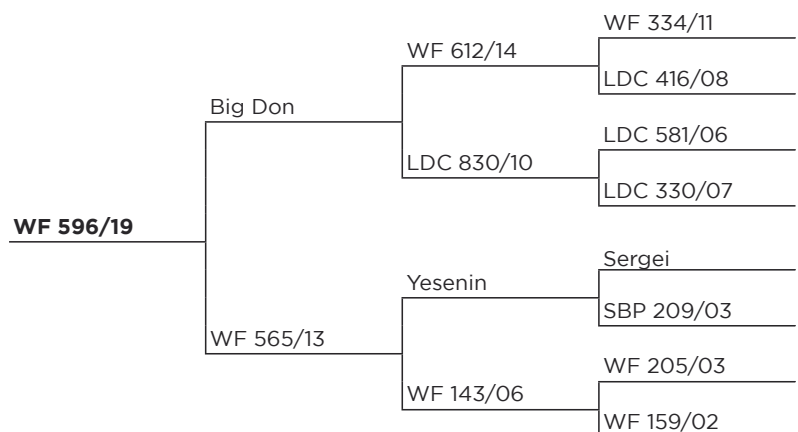 WF 334/11
WF 612/14
LDC 416/08
Big Don
LDC 581/06
LDC 830/10
LDC 330/07
WF 596/19
Sergei
Yesenin
SBP 209/03
WF 565/13
WF 205/03
WF 143/06
WF 159/02